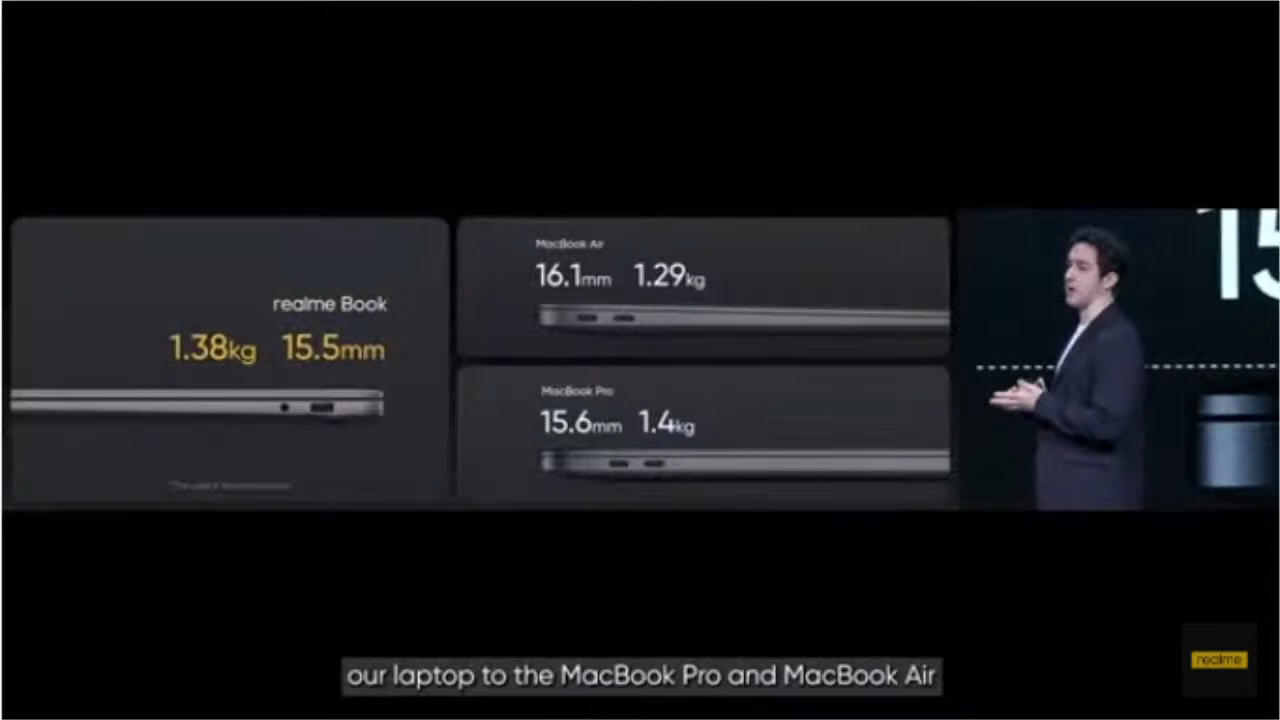 realme Book
1.38kg 15.5mm
MacBook Air
16.1mm 1.29kg
MacBook Pro
15.6mm 1.4kg
15
our laptop to the MacBook Pro and MacBook Air
realme